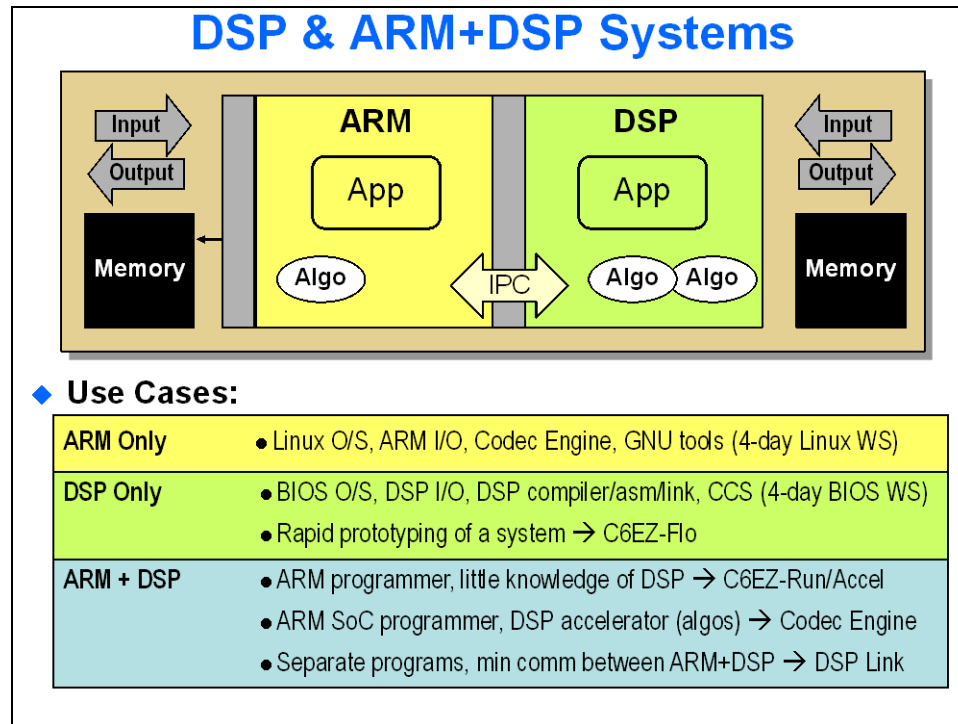 DSP & ARM+DSP Systems
Input
Output
Memory
ARM
App
Algo
IPC
DSP
App
Algo
Algo
Input
Output
Memory
◆ Use Cases:
ARM Only ● Linux O/S, ARM I/O, Codec Engine, GNU tools (4-day Linux WS)
DSP Only ● BIOS O/S, DSP I/O, DSP compiler/asm/link, CCS (4-day BIOS WS)
● Rapid prototyping of a system → C6EZ-Flo
ARM + DSP ● ARM programmer, little knowledge of DSP → C6EZ-Run/Accel
● ARM SoC programmer, DSP accelerator (algos) → Codec Engine
● Separate programs, min comm between ARM+DSP → DSP Link